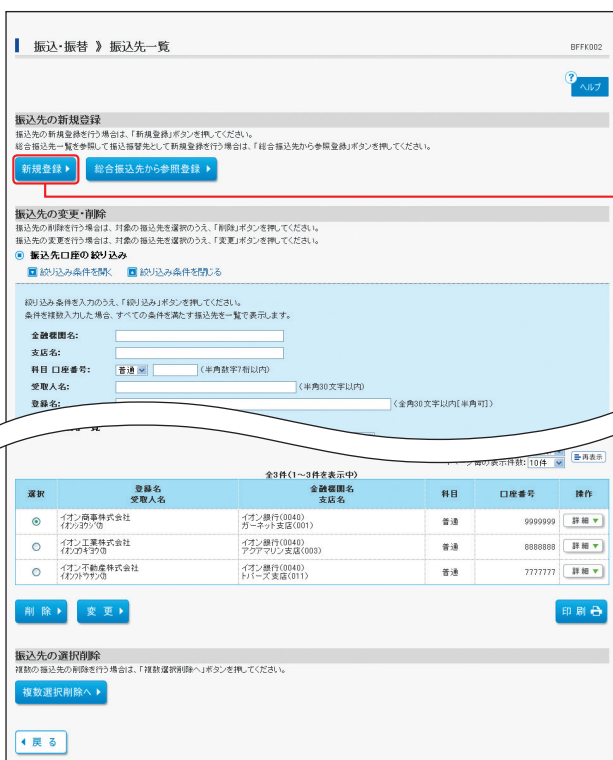 振込・振替 》 振込先一覧
BFFK002
?
ヘルプ
振込先の新規登録
振込先の新規登録を行う場合は、「新規登録」ボタンを押してください。
総合振込先一覧を参照して振込振替先として新規登録を行う場合は、「総合振込先から参照登録」ボタンを押してください。
新規登録
総合振込先から参照登録
振込先の変更・削除
振込先の削除を行う場合は、対象の振込先を選択のうえ、「削除」ボタンを押してください。
振込先の変更を行う場合は、対象の振込先を選択のうえ、「変更」ボタンを押してください。
振込先口座の絞り込み
絞り込み条件を開く 絞り込み条件を閉じる
絞り込み条件を入力のうえ、「絞り込み」ボタンを押してください。
条件を複数入力した場合、すべての条件を満たす振込先を一覧で表示します。
金融機関名:
支店名:
科目 口座番号: 普通 (半角数字7桁以内)
受取人名: (半角30文字以内)
登録名: (全角30文字以内[半角可])
の表示件数: 10件 再表示
全3件(1~3件を表示中)
選択 登録名 受取人名 金融機関名 支店名 科目 口座番号 操作
イオン商事株式会社 イオン銀行(0040) 普通 9999999 詳細
イオンシヨウジ(カ ガーネット支店(001)
イオン工業株式会社 イオン銀行(0040) 普通 8888888 詳細
イオンコウギヨウ(カ アクアマリン支店(003)
イオン不動産株式会社 イオン銀行(0040) 普通 7777777 詳細
イオンフドウサン(カ トパーズ支店(011)
削 除 変 更 印 刷
振込先の選択削除
複数の振込先の削除を行う場合は、「複数選択削除へ」ボタンを押してください。
複数選択削除へ
戻 る